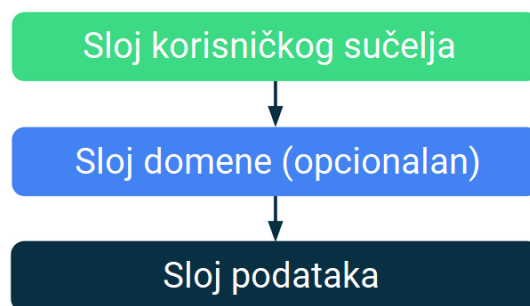 Sloj korisničkog sučelja
Sloj domene (opcionalan)
Sloj podataka